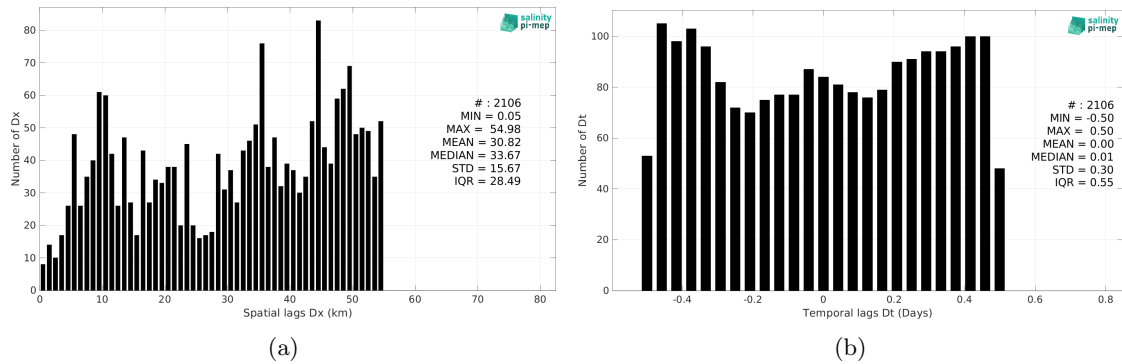 salinity
pi-mep
80
70
60
50
40
30
20
10
0
Number of Dx
# : 2106
MIN = 0.05
MAX = 54.98
MEAN = 30.82
MEDIAN = 33.67
STD = 15.67
IQR = 28.49
0 10 20 30 40 50 60 70 80
Spatial lags Dx (km)
(a)
salinity
pi-mep
100
80
60
40
20
0
Number of Dt
# : 2106
MIN = -0.50
MAX = 0.50
MEAN = 0.00
MEDIAN = 0.01
STD = 0.30
IQR = 0.55
-0.4 -0.2 0 0.2 0.4 0.6 0.8
Temporal lags Dt (Days)
(b)